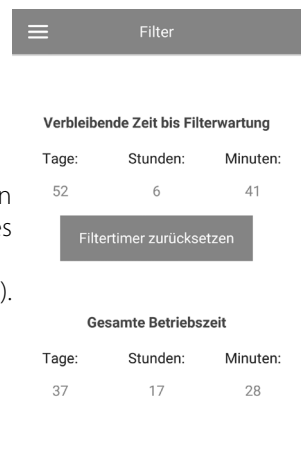 Filter
Verbleibende Zeit bis Filterwartung
Tage: Stunden: Minuten:
52 6 41
n
es
Filtertimer zurücksetzen
).
Gesamte Betriebszeit
Tage: Stunden: Minuten:
37 17 28